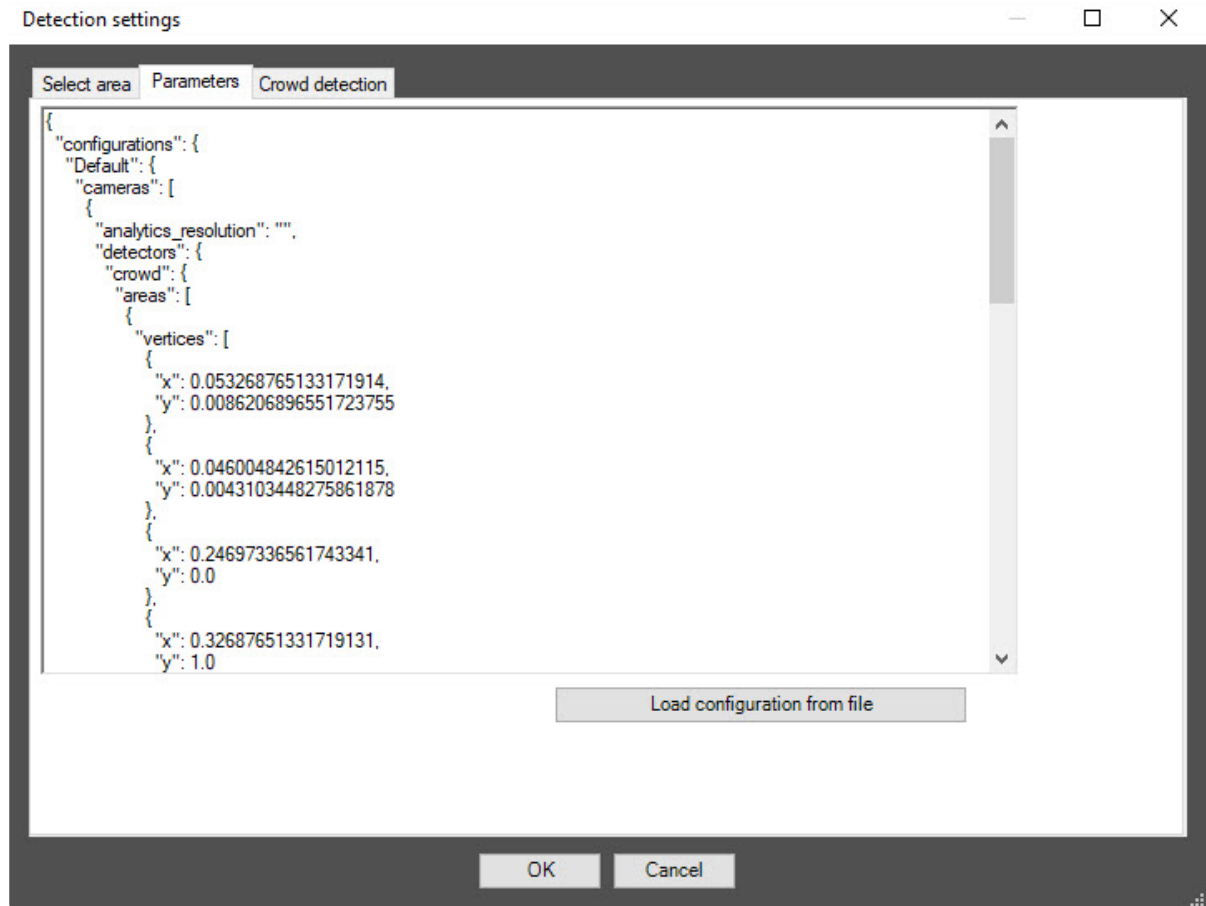 Detection settings
Select area Parameters Crowd detection
{
"configurations": {
"Default": {
"cameras": [
{
"analytics_resolution": "",
"detectors": {
"crowd": {
"areas": [
{
"vertices": [
{
"x": 0.053268765133171914,
"y": 0.0086206896551723755
},
{
"x": 0.046004842615012115,
"y": 0.0043103448275861878
},
{
"x": 0.24697336561743341,
"y": 0.0
},
{
"x": 0.32687651331719131,
"y": 1.0
Load configuration from file
OK Cancel